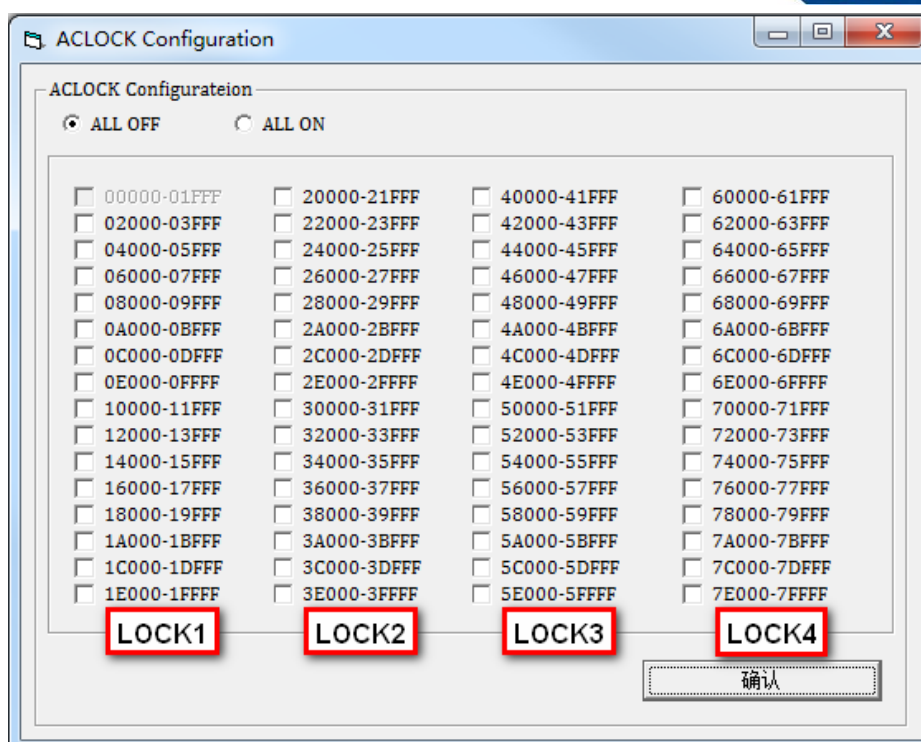 ACLOCK Configuration
ACLOCK Configurateion
ALL OFF ALL ON
00000-01FFF 20000-21FFF 40000-41FFF 60000-61FFF
02000-03FFF 22000-23FFF 42000-43FFF 62000-63FFF
04000-05FFF 24000-25FFF 44000-45FFF 64000-65FFF
06000-07FFF 26000-27FFF 46000-47FFF 66000-67FFF
08000-09FFF 28000-29FFF 48000-49FFF 68000-69FFF
0A000-0BFFF 2A000-2BFFF 4A000-4BFFF 6A000-6BFFF
0C000-0DFFF 2C000-2DFFF 4C000-4DFFF 6C000-6DFFF
0E000-0FFFF 2E000-2FFFF 4E000-4FFFF 6E000-6FFFF
10000-11FFF 30000-31FFF 50000-51FFF 70000-71FFF
12000-13FFF 32000-33FFF 52000-53FFF 72000-73FFF
14000-15FFF 34000-35FFF 54000-55FFF 74000-75FFF
16000-17FFF 36000-37FFF 56000-57FFF 76000-77FFF
18000-19FFF 38000-39FFF 58000-59FFF 78000-79FFF
1A000-1BFFF 3A000-3BFFF 5A000-5BFFF 7A000-7BFFF
1C000-1DFFF 3C000-3DFFF 5C000-5DFFF 7C000-7DFFF
1E000-1FFFF 3E000-3FFFF 5E000-5FFFF 7E000-7FFFF
LOCK1 LOCK2 LOCK3 LOCK4
确认